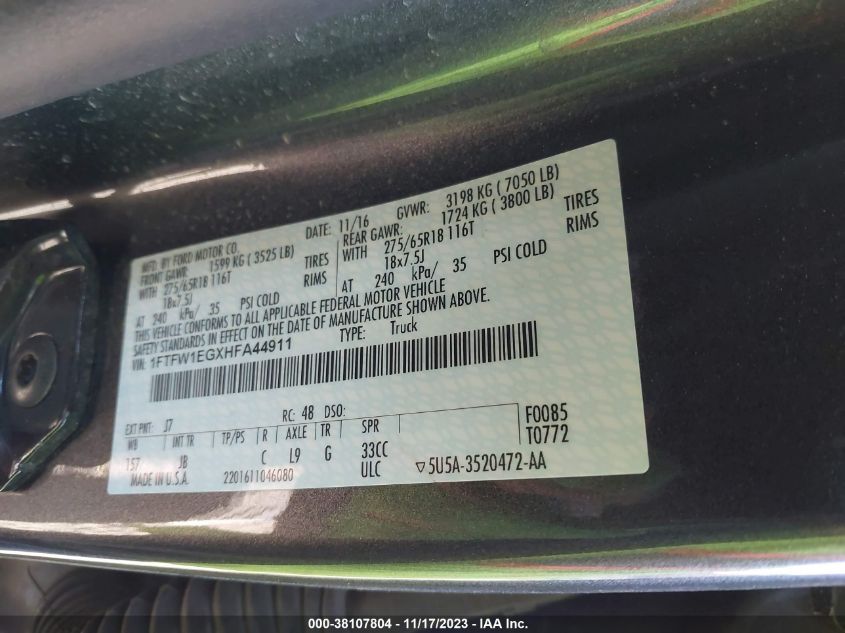 MFD. BY FORD MOTOR CO.
DATE: 11/16 GVWR: 3198 KG ( 7050 LB)
FRONT GAWR: 1599 KG ( 3525 LB)
REAR GAWR: 1724 KG ( 3800 LB)
WITH 275/65R18 116T TIRES
WITH 275/65R18 116T TIRES
18x7.5J RIMS
18x7.5J RIMS
AT 240 kPa/ 35 PSI COLD
AT 240 kPa/ 35 PSI COLD
THIS VEHICLE CONFORMS TO ALL APPLICABLE FEDERAL MOTOR VEHICLE
SAFETY STANDARDS IN EFFECT ON THE DATE OF MANUFACTURE SHOWN ABOVE.
VIN: 1FTFW1EGXHFA44911
TYPE: Truck
EXT PNT: J7 RC: 48 DSO: F0085
WB INT TR TP/PS R AXLE TR SPR T0772
157 JB C L9 G 33CC
MADE IN U.S.A. 2201611046080 ULC ▽5U5A-3520472-AA
000-38107804 - 11/17/2023 - IAAI.COM